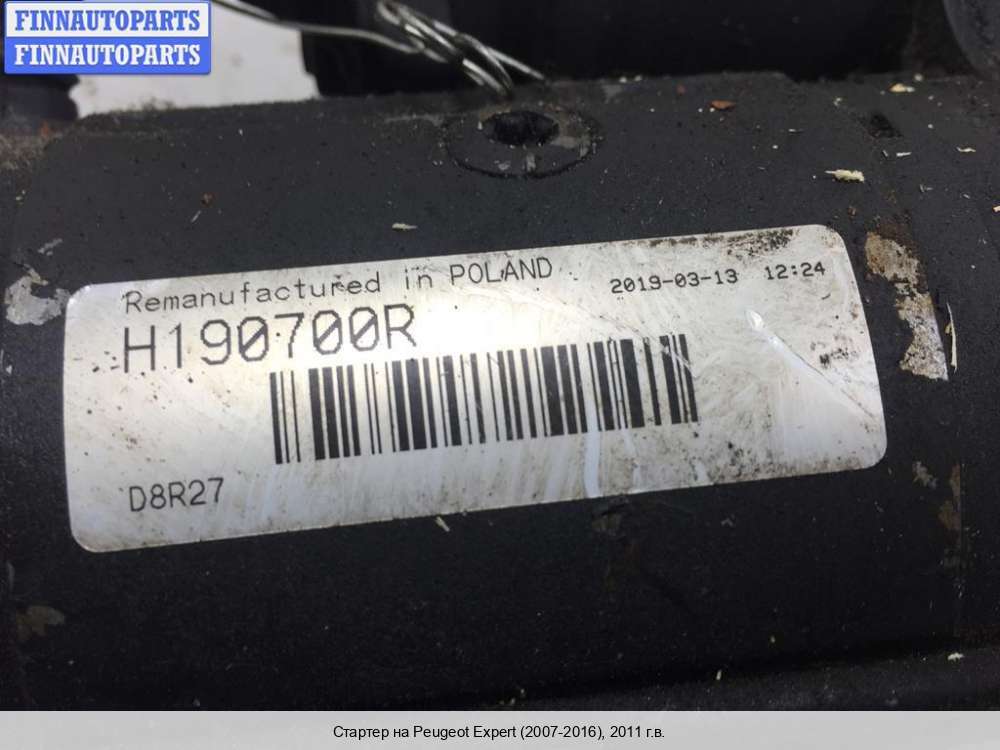 FINNAUTOPARTS
FINNAUTOPARTS
Remanufactured in POLAND 2019-03-13 12:24
H190700R
D8R27
Стартер на Peugeot Expert (2007-2016), 2011 г.в.